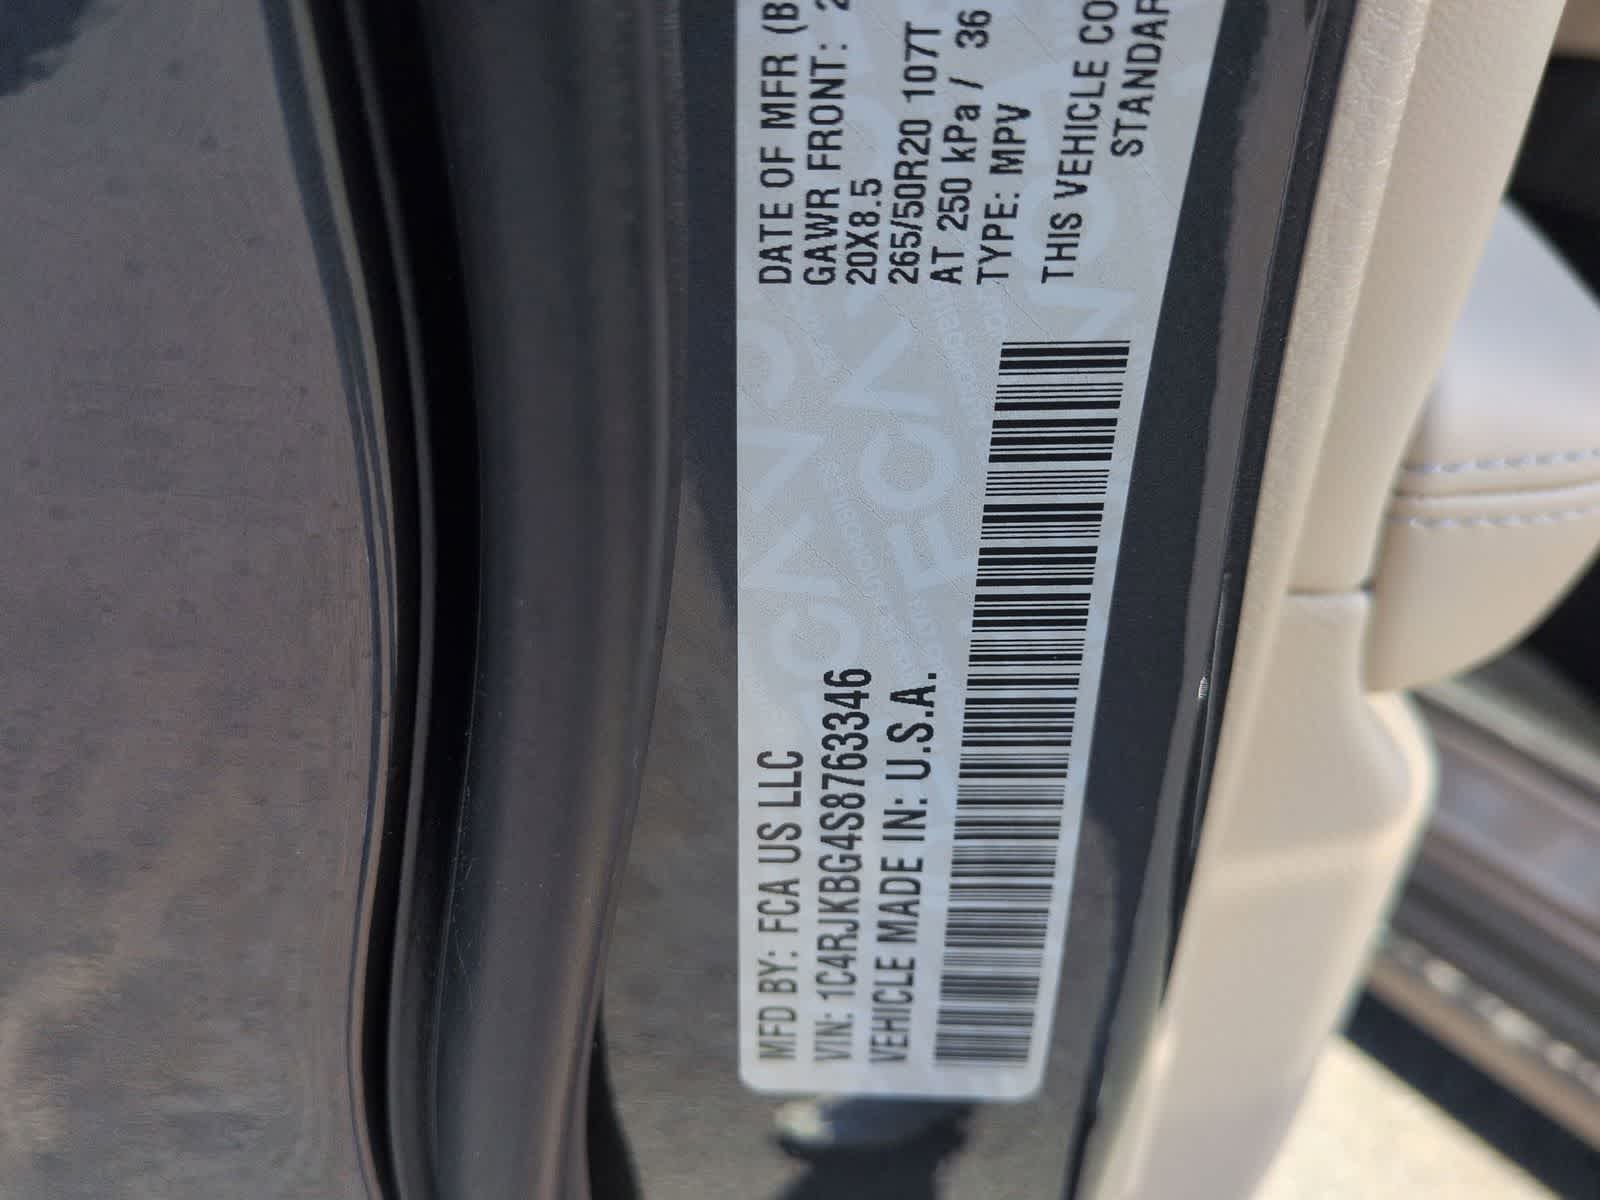 MFD BY: FCA US LLC
VIN: 1C4RJKBG4S8763346
VEHICLE MADE IN: U.S.A.
DATE OF MFR (B
GAWR FRONT: 2
20X8.5
265/50R20 107T
AT 250 kPa / 36
TYPE: MPV
THIS VEHICLE CO
STANDAR